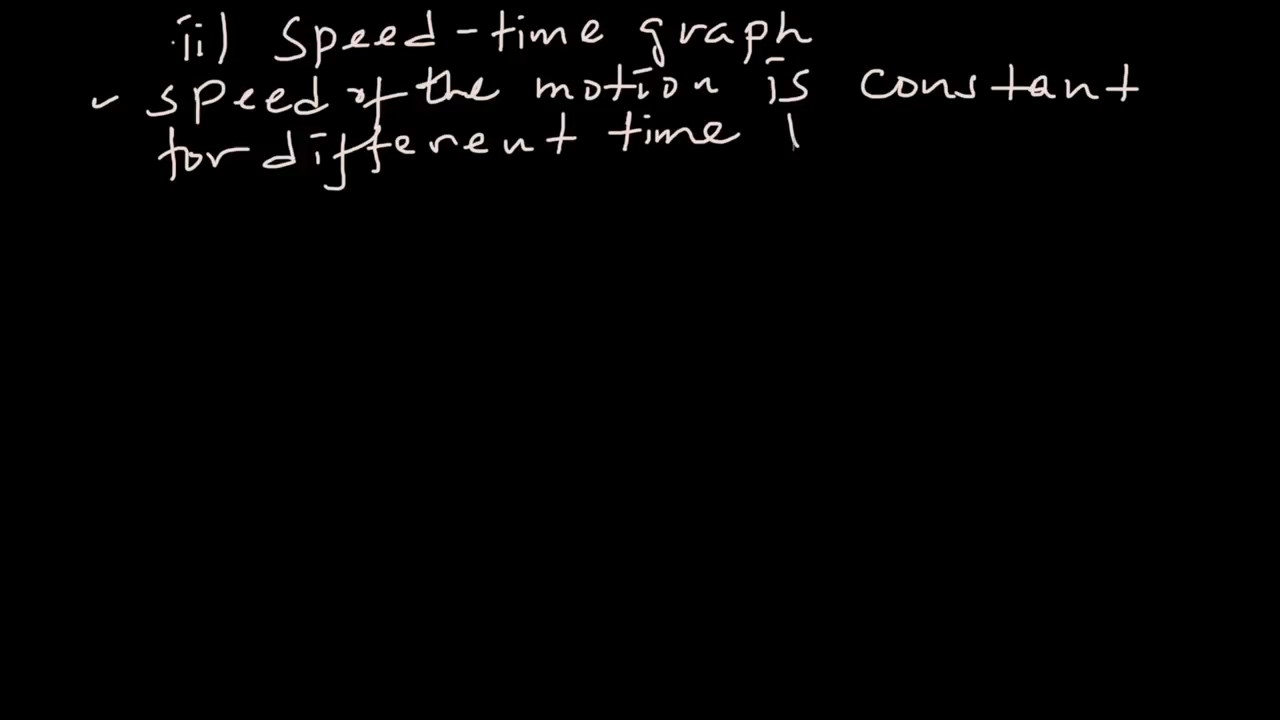 ii) Speed-time graph
✓ speed of the motion is constant
for different time